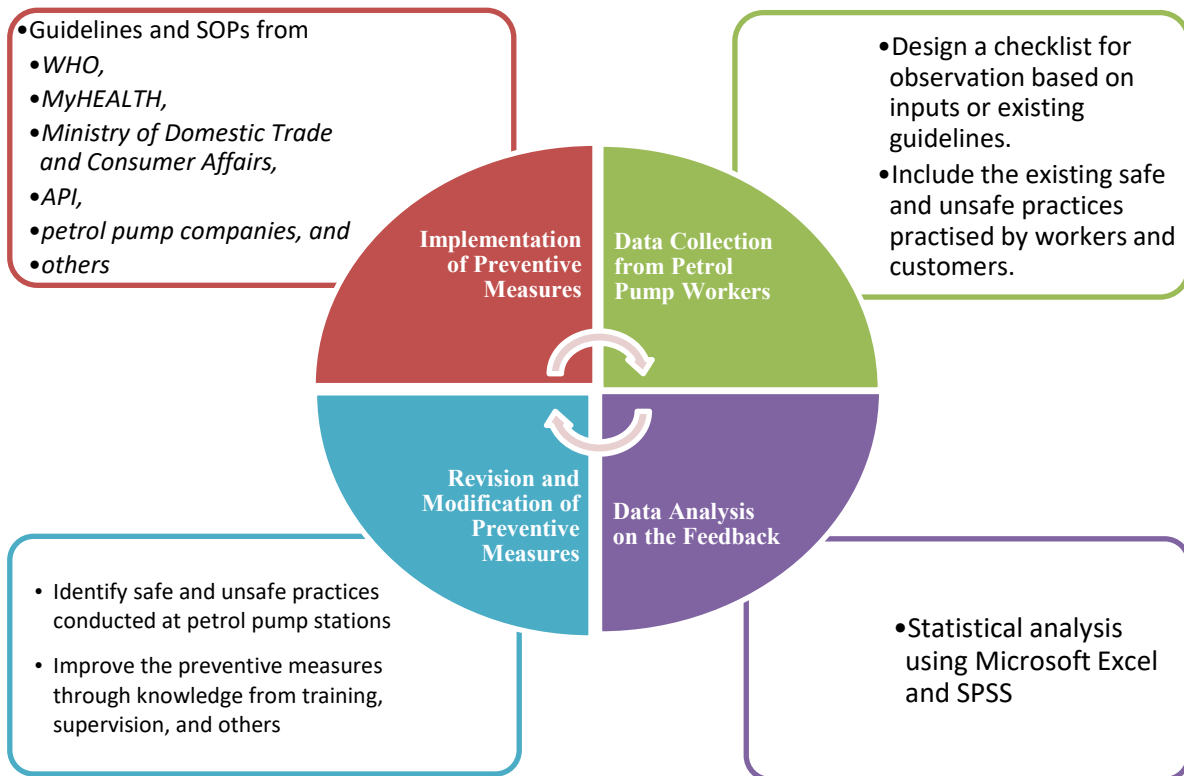 •Guidelines and SOPs from
•WHO,
•MyHEALTH,
•Ministry of Domestic Trade
and Consumer Affairs,
•API,
•petrol pump companies, and
•others
•Design a checklist for
observation based on
inputs or existing
guidelines.
•Include the existing safe
and unsafe practices
practised by workers and
customers.
Implementation
of Preventive
Measures
Data Collection
from Petrol
Pump Workers
Revision and
Modification of
Preventive
Measures
Data Analysis
on the Feedback
• Identify safe and unsafe practices
conducted at petrol pump stations
• Improve the preventive measures
through knowledge from training,
supervision, and others
•Statistical analysis
using Microsoft Excel
and SPSS